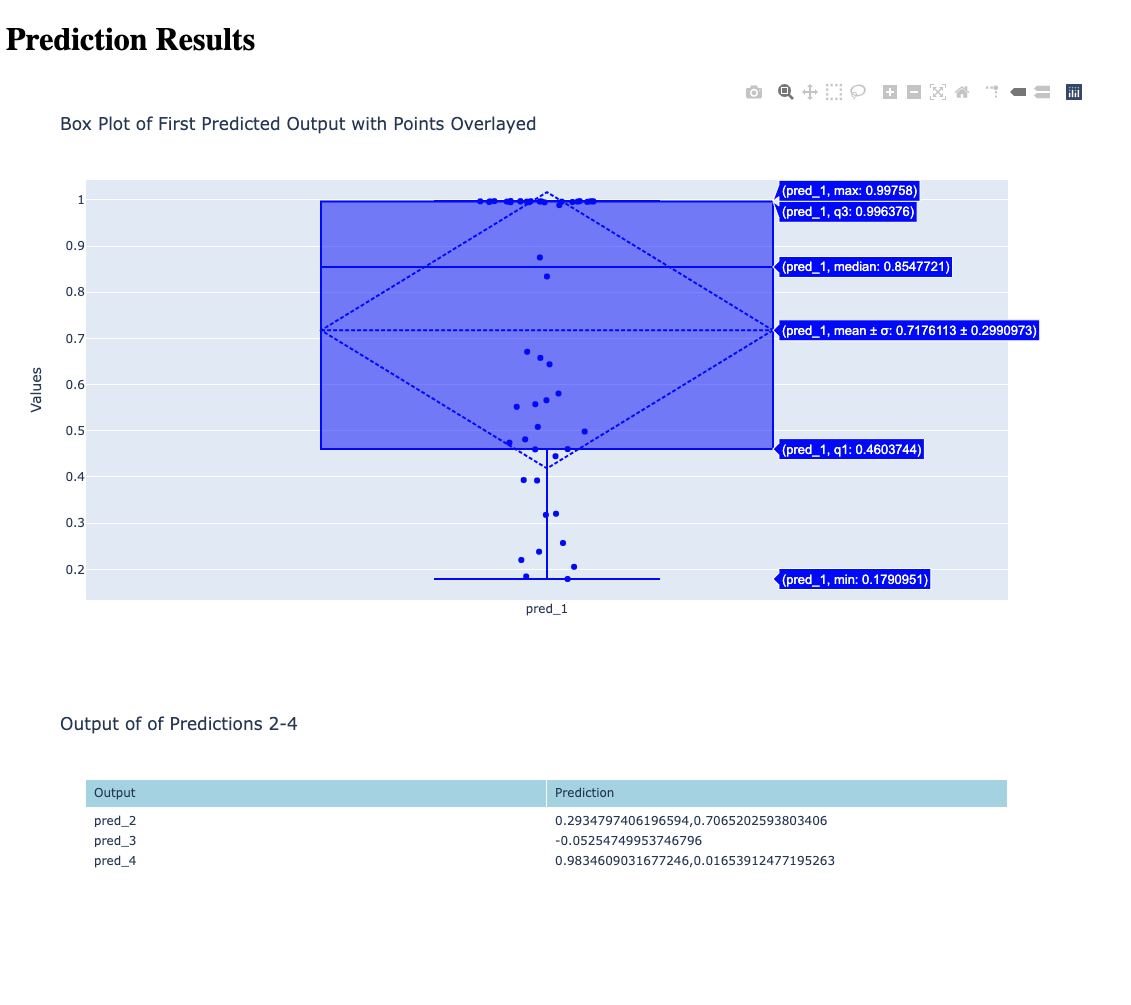 Prediction Results
Box Plot of First Predicted Output with Points Overlayed
Values
1
0.9
0.8
0.7
0.6
0.5
0.4
0.3
0.2
(pred_1, max: 0.99758)
(pred_1, q3: 0.996376)
(pred_1, median: 0.8547721)
(pred_1, mean ± σ: 0.7176113 ± 0.2990973)
(pred_1, q1: 0.4603744)
(pred_1, min: 0.1790951)
pred_1
Output of of Predictions 2-4
Output Prediction
pred_2 0.2934797406196594,0.7065202593803406
pred_3 -0.05254749953746796
pred_4 0.9834609031677246,0.01653912477195263